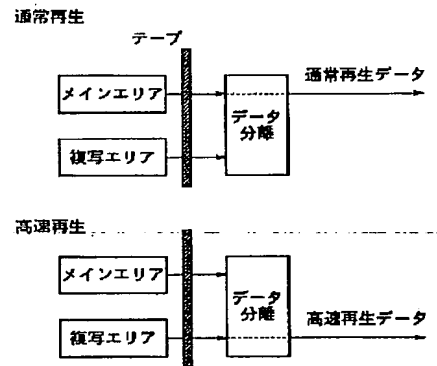 通常再生
テープ
メインエリア
複写エリア
データ
分離
通常再生データ
高速再生
メインエリア
複写エリア
データ
分離
高速再生データ